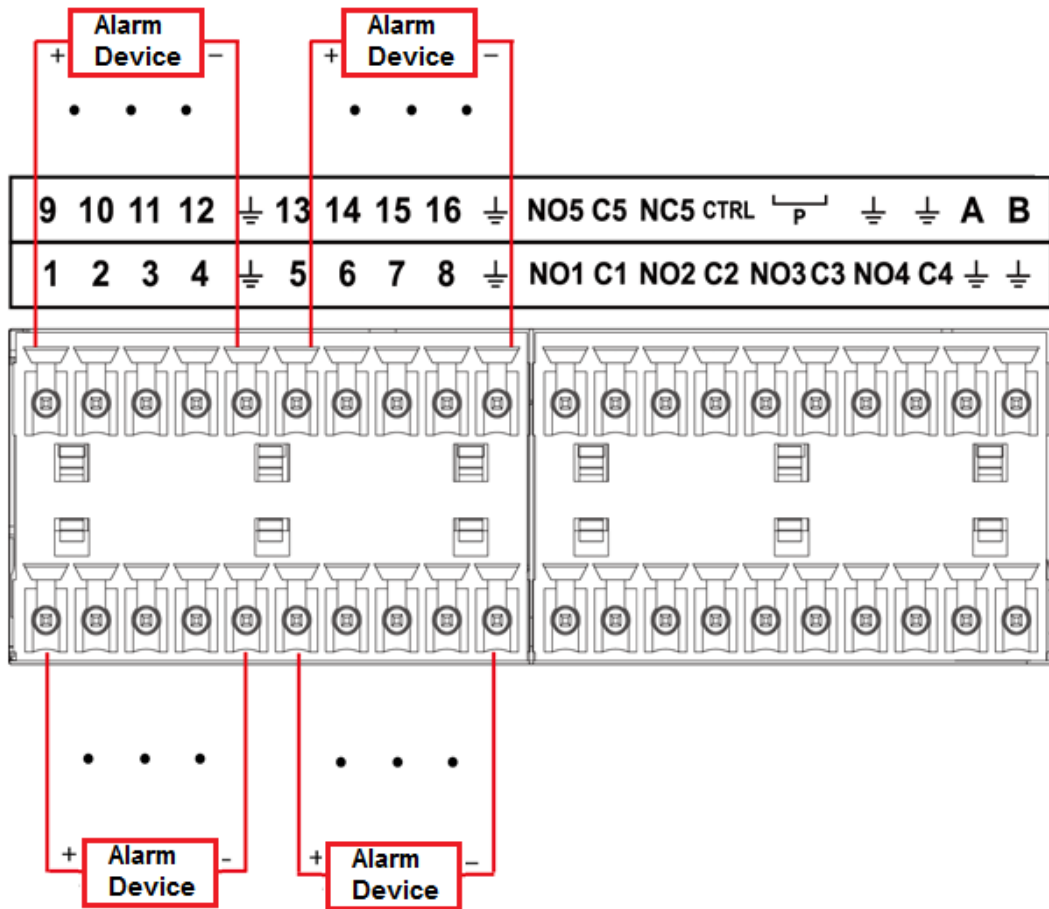 Alarm Device
Alarm Device
+ − + −
9 10 11 12 ⏚ 13 14 15 16 ⏚ NO5 C5 NC5 CTRL P ⏚ ⏚ A B
1 2 3 4 ⏚ 5 6 7 8 ⏚ NO1 C1 NO2 C2 NO3 C3 NO4 C4 ⏚ ⏚
+ - + −
Alarm Device
Alarm Device